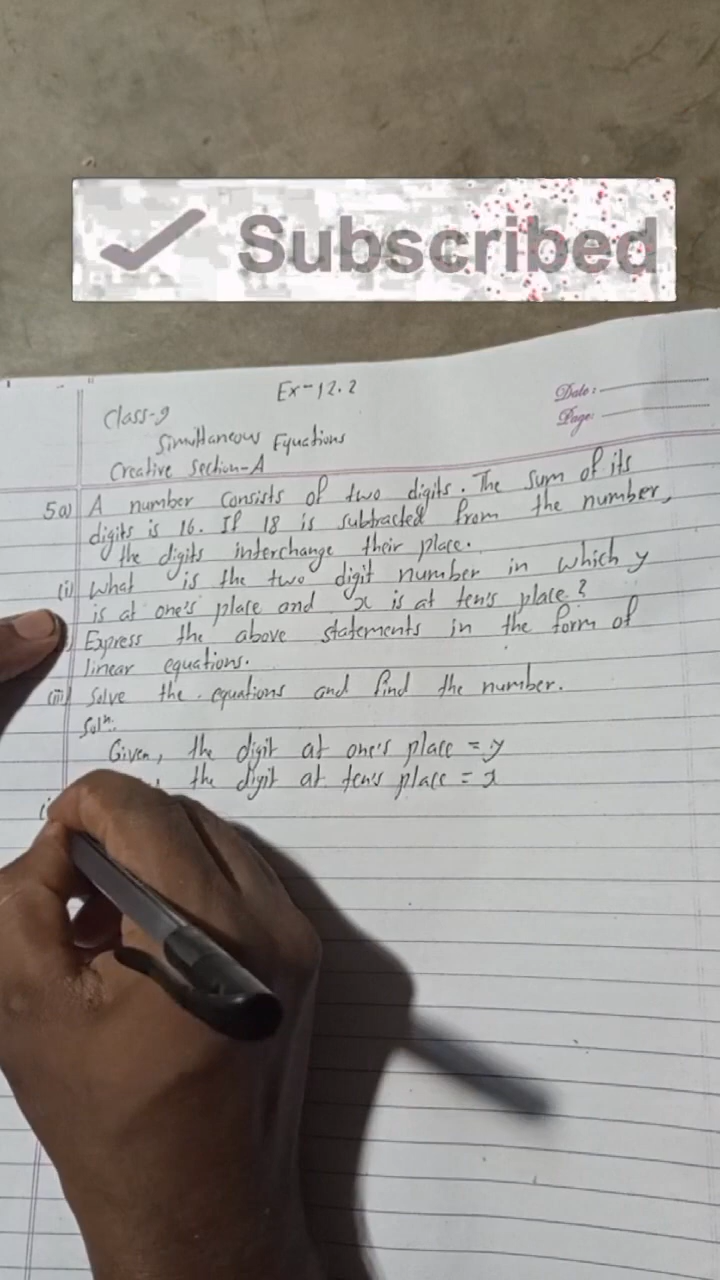 Subscribed
Ex-12.2
Date:
Page:
Class-9
Simultaneous Equations
Creative Section-A
5a) A number consists of two digits. The sum of its
digits is 16. If 18 is subtracted from the number,
the digits interchange their place.
(i) What is the two digit number in which y
is at one's place and x is at ten's place?
Express the above statements in the form of
linear equations.
(iii) Solve the equations and find the number.
Solⁿ:
Given, the digit at one's place = y
, the digit at ten's place = x